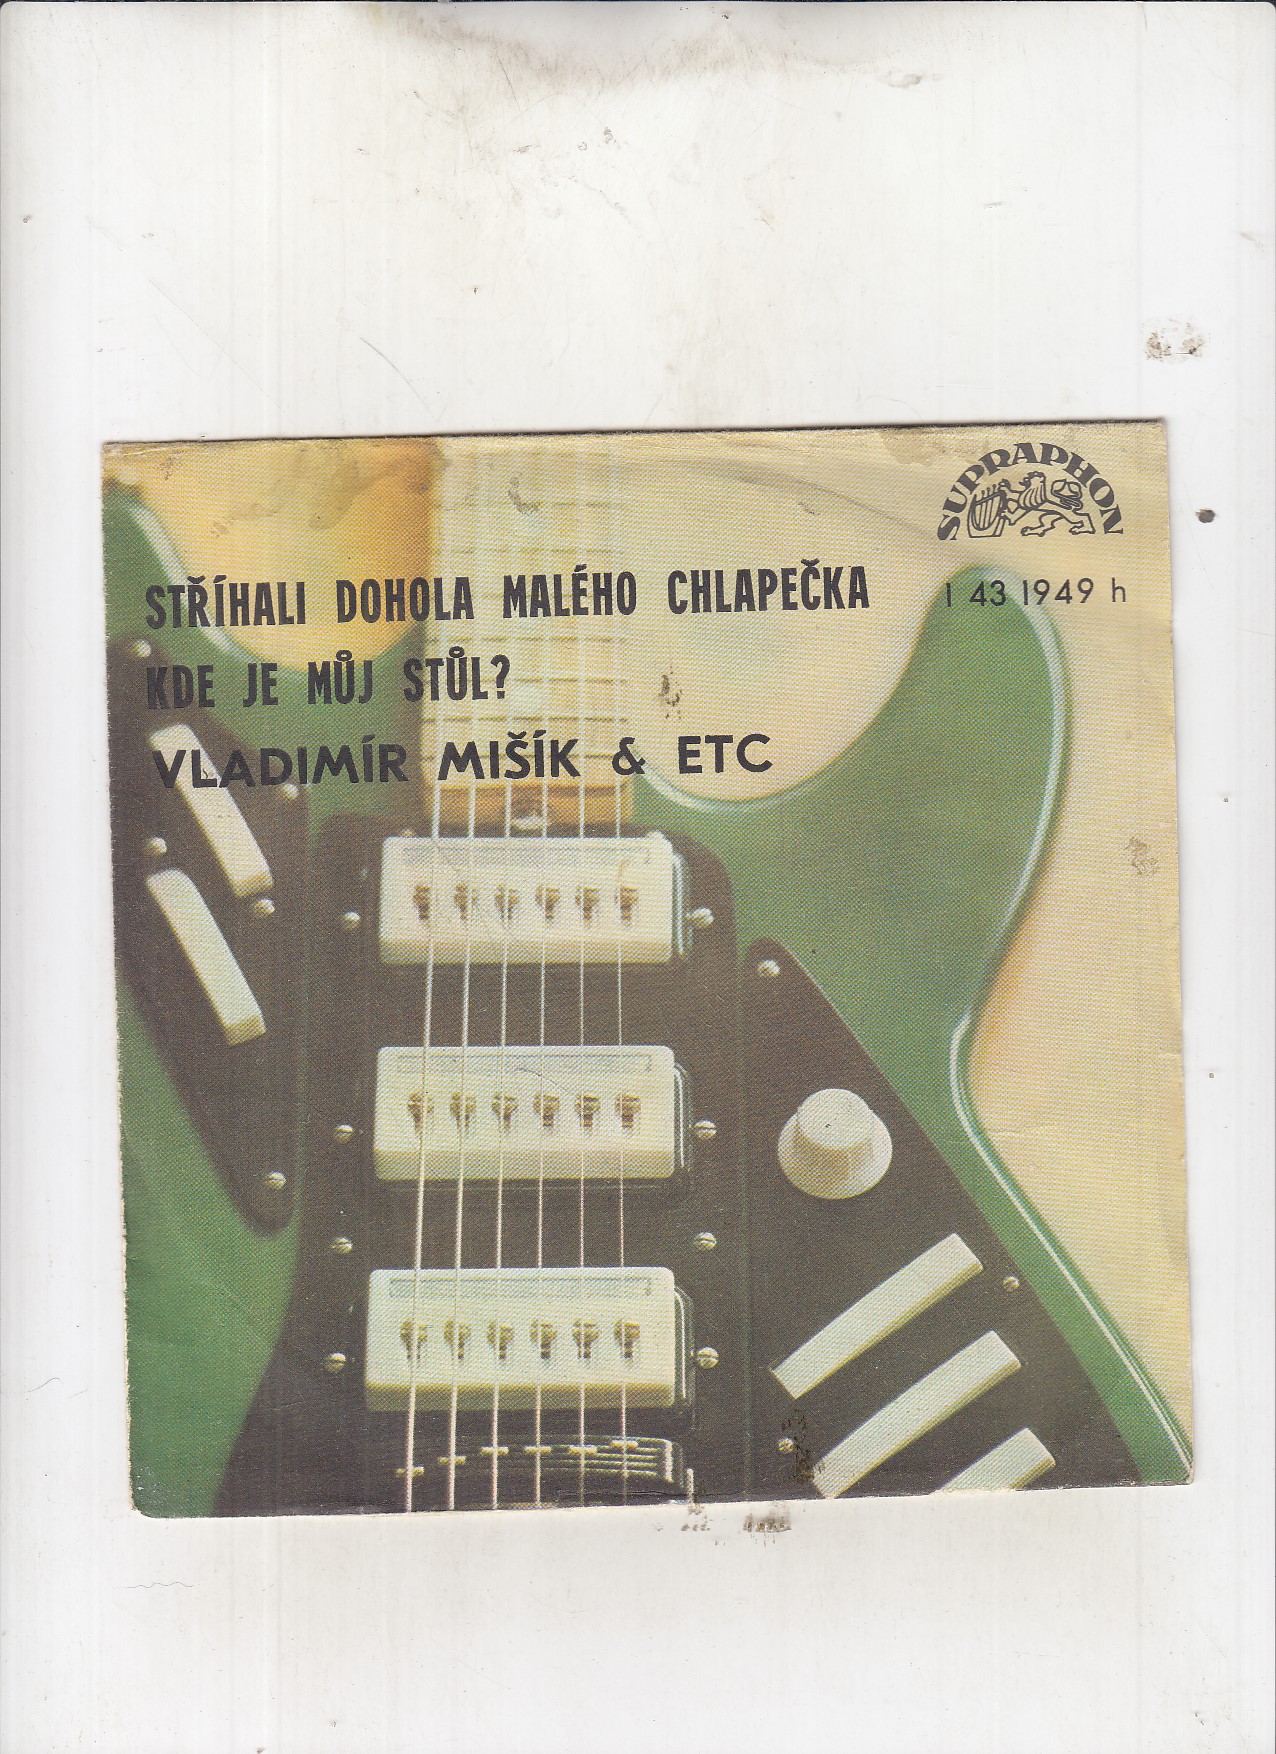 SUPRAPHON
STŘÍHALI DOHOLA MALÉHO CHLAPEČKA
1 43 1949 h
KDE JE MŮJ STŮL?
VLADIMÍR MIŠÍK & ETC